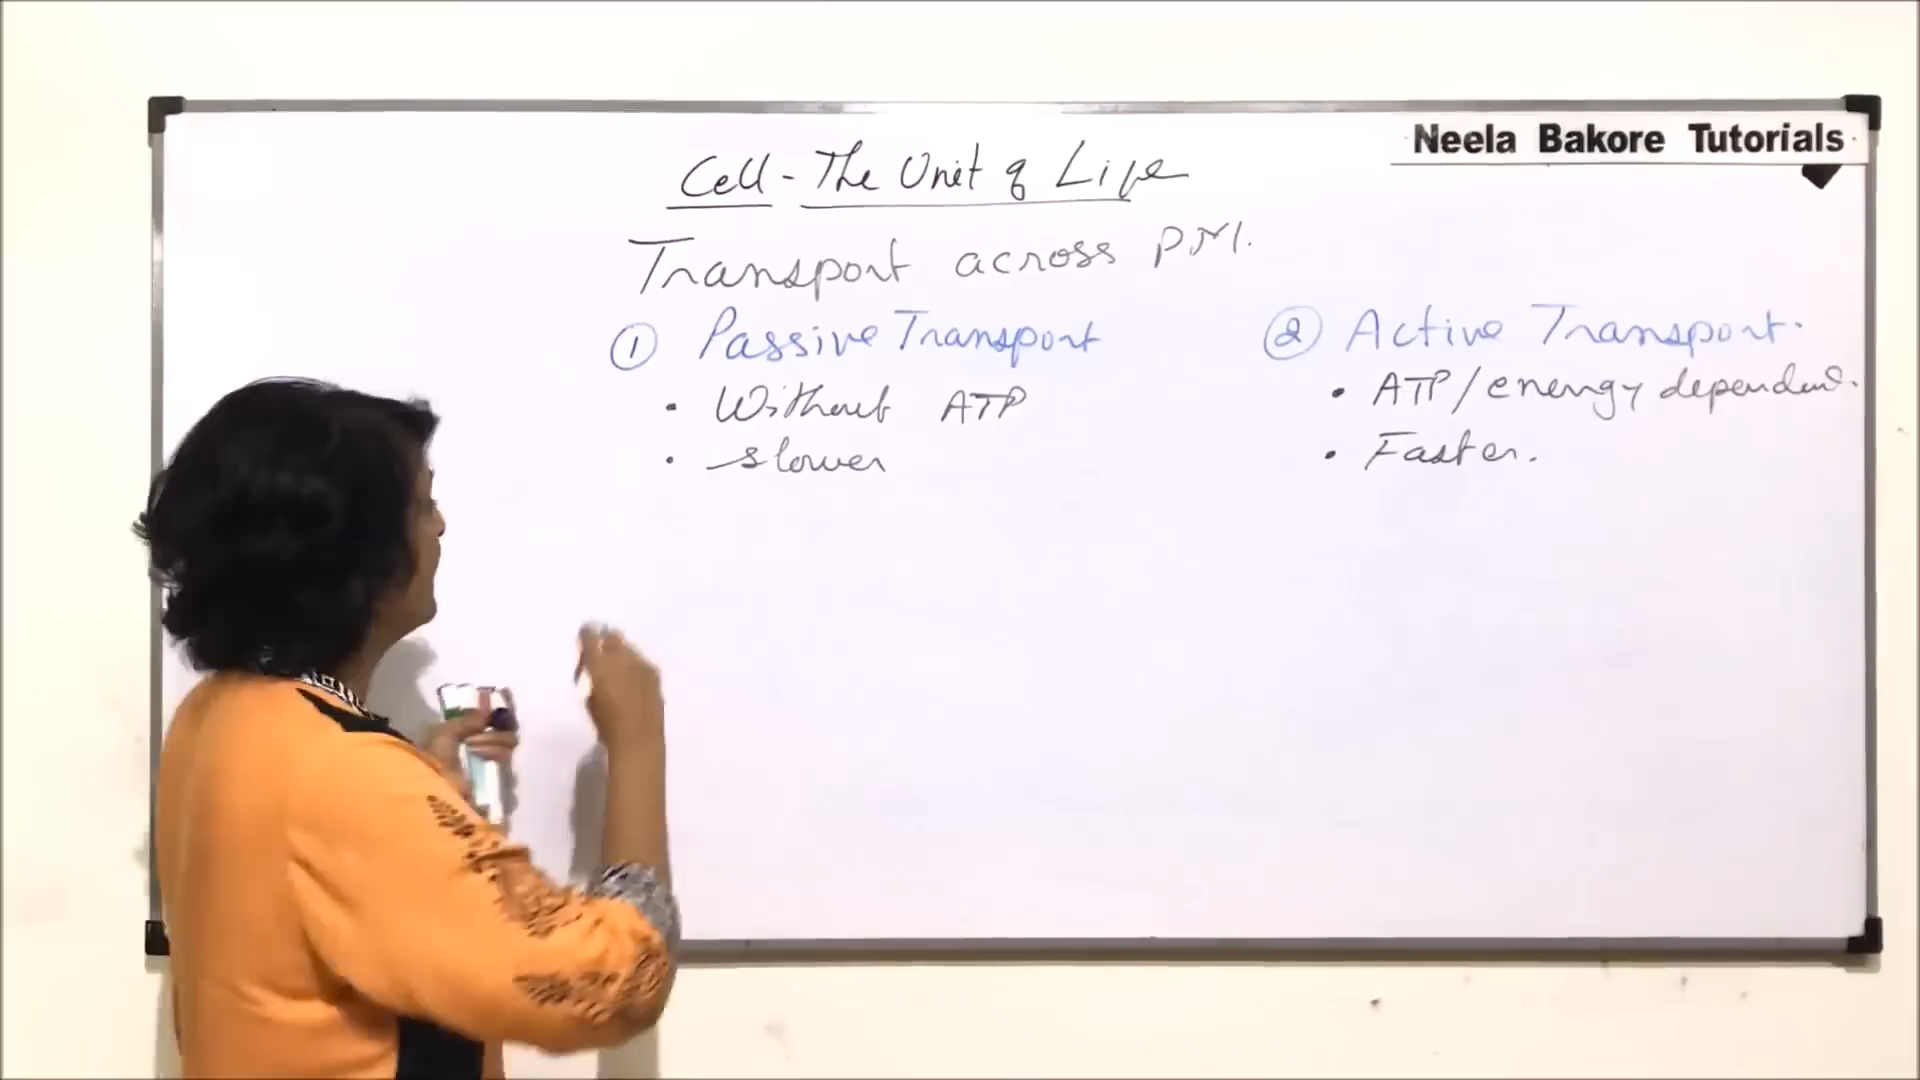 Neela Bakore Tutorials
Cell - The Unit of Life
Transport across P.M.
① Passive Transport
• Without ATP
• slower
② Active Transport.
• ATP/energy dependent.
• Faster.